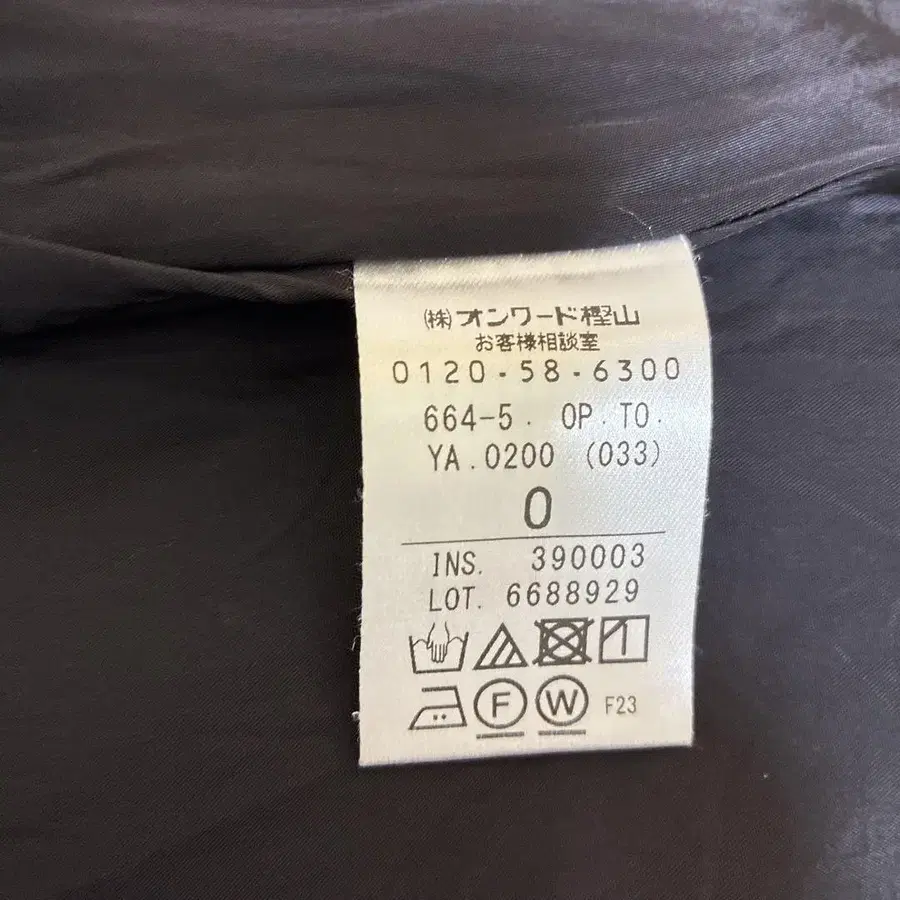 (株)オンワード樫山
お客様相談室
0120-58-6300
664-5. OP.TO.
YA.0200 (033)
0
INS. 390003
LOT. 6688929
F W F23